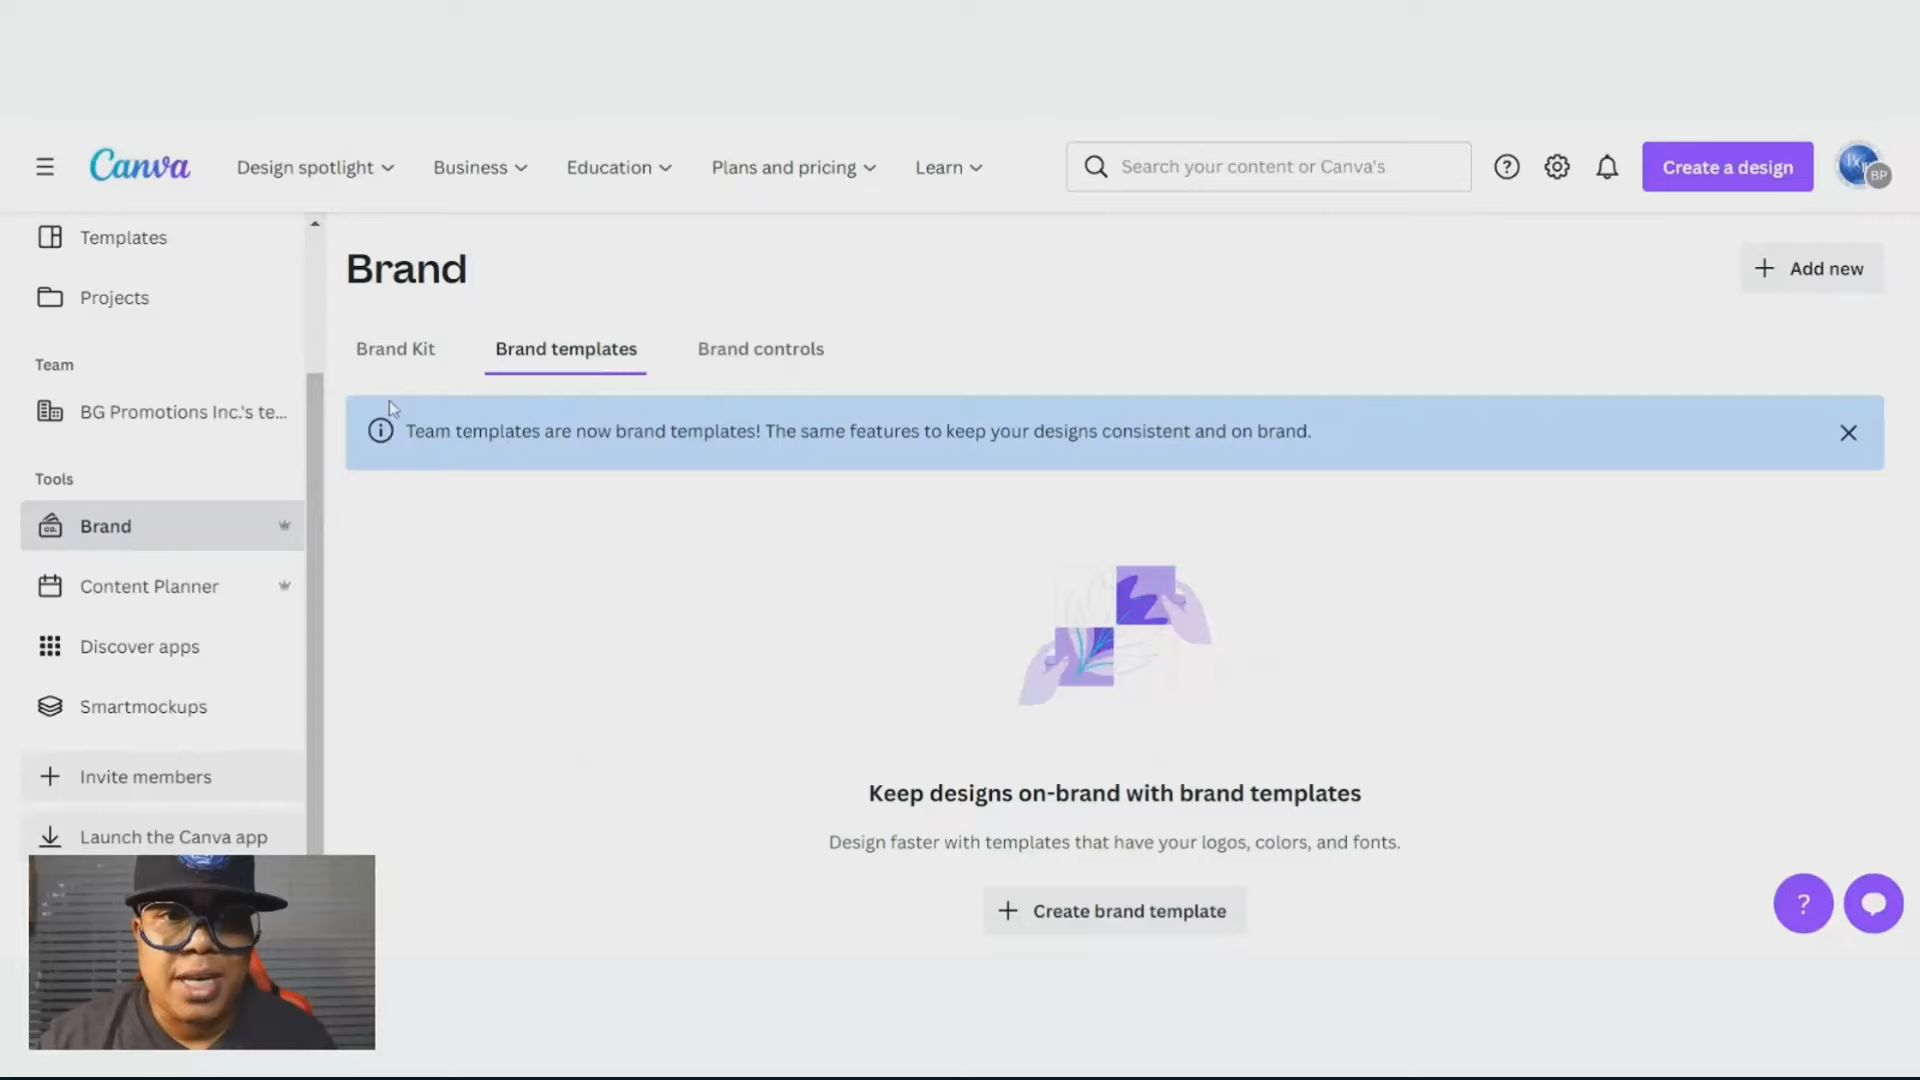 Canva
Design spotlight
Business
Education
Plans and pricing
Learn
Search your content or Canva's
Create a design
BP
Templates
Projects
Team
BG Promotions Inc.'s te...
Tools
CO.
Brand
Content Planner
Discover apps
Smartmockups
Invite members
Launch the Canva app
Brand
Add new
Brand Kit
Brand templates
Brand controls
Team templates are now brand templates! The same features to keep your designs consistent and on brand.
Keep designs on-brand with brand templates
Design faster with templates that have your logos, colors, and fonts.
Create brand template
?